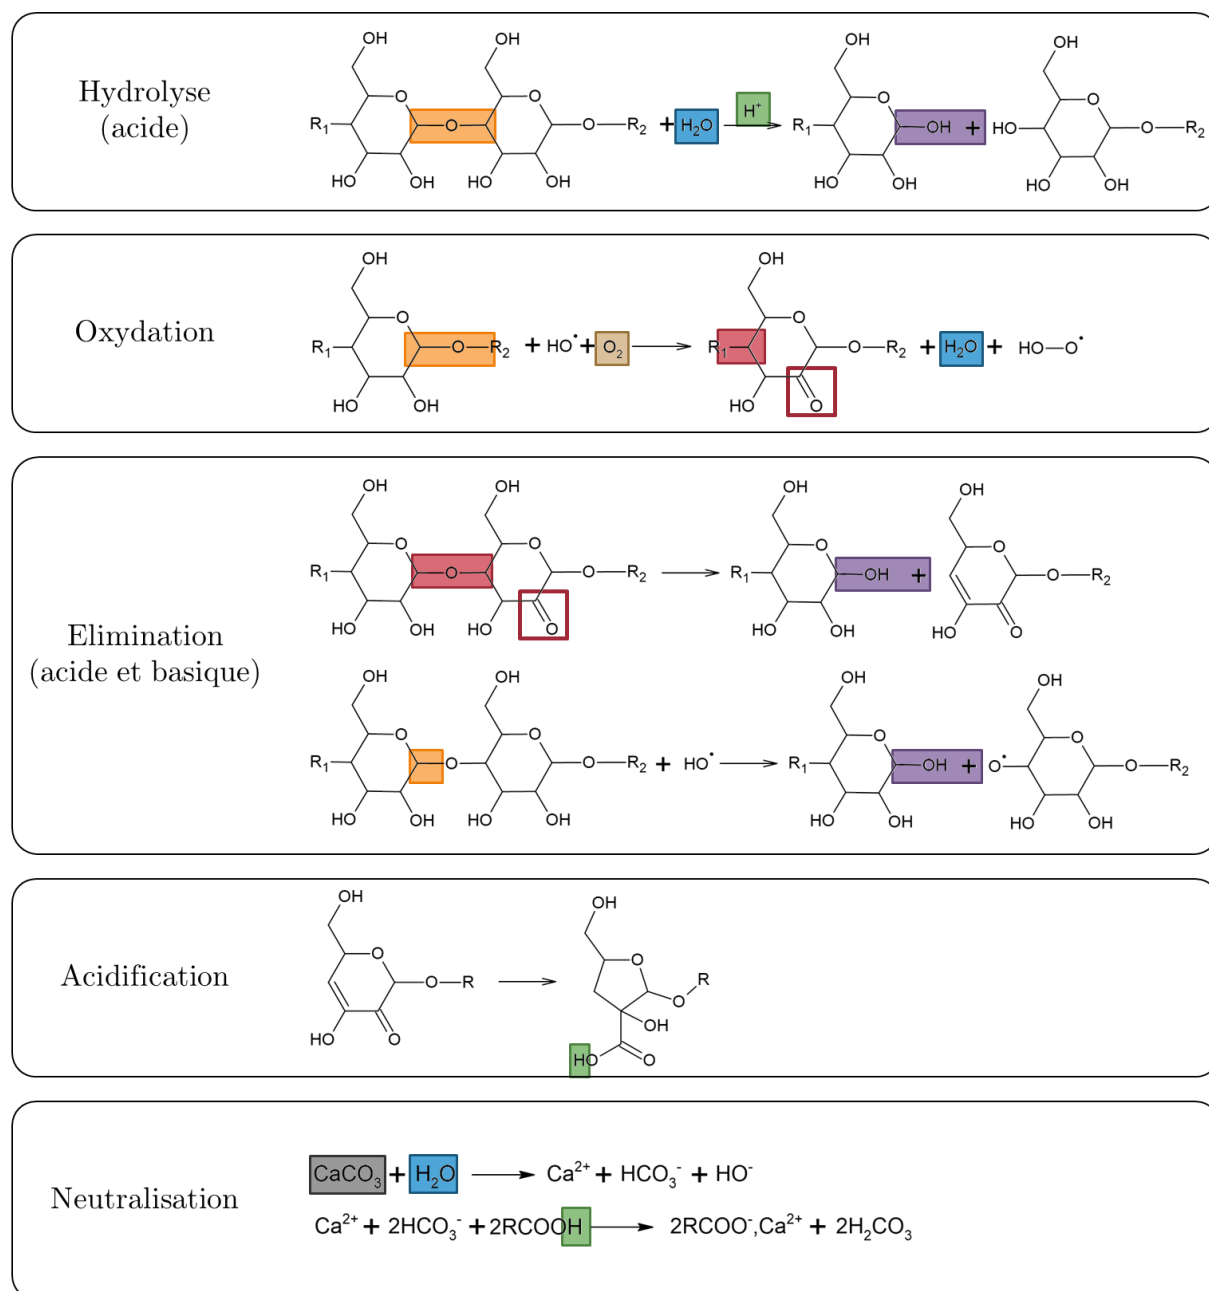 Hydrolyse
(acide)
OH OH OH OH
O O O O
R₁ O O R₂ + H₂O H⁺ R₁ OH + HO O R₂
HO OH HO OH HO OH HO OH
Oxydation
OH OH
O O
R₁ O R₂ + HO• + O₂ R₁ O R₂ + H₂O + HO O•
HO OH HO O
Elimination
(acide et basique)
OH OH OH OH
O O O O
R₁ O O R₂ R₁ OH + O R₂
HO OH HO O HO OH HO O
OH OH OH OH
O O O O
R₁ O O R₂ + HO• R₁ OH + O• O R₂
HO OH HO OH HO OH HO OH
Acidification
OH OH
O O
O R O R
HO O OH
HO O
Neutralisation
CaCO₃ + H₂O Ca²⁺ + HCO₃⁻ + HO⁻
Ca²⁺ + 2HCO₃⁻ + 2RCOOH 2RCOO⁻,Ca²⁺ + 2H₂CO₃